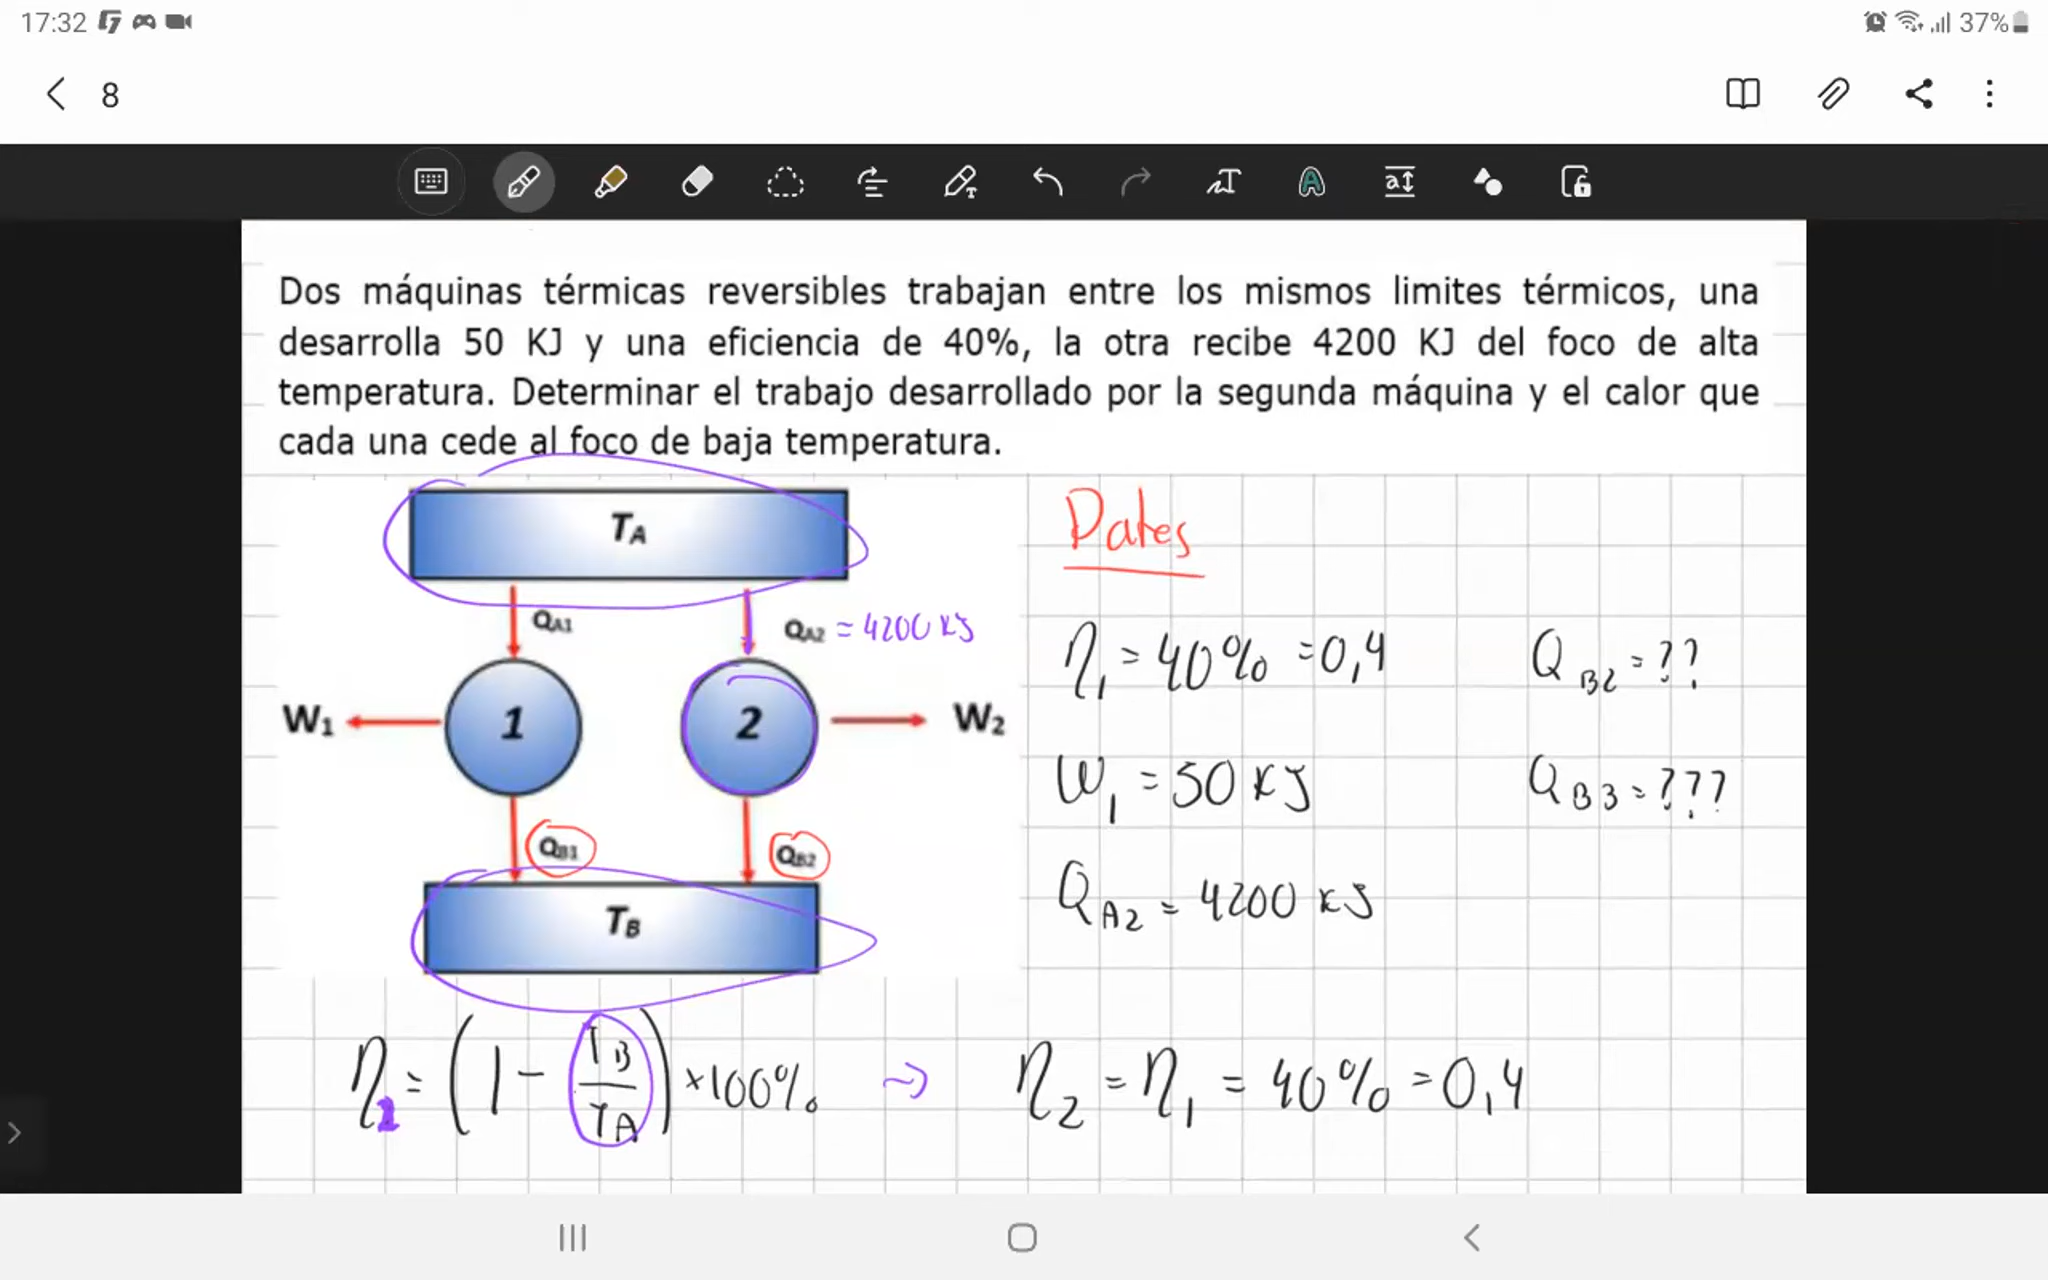 17:32
37%
8
Dos máquinas térmicas reversibles trabajan entre los mismos limites térmicos, una
desarrolla 50 KJ y una eficiencia de 40%, la otra recibe 4200 KJ del foco de alta
temperatura. Determinar el trabajo desarrollado por la segunda máquina y el calor que
cada una cede al foco de baja temperatura.
TA
QA1
QA2 = 4200 KJ
W1
1
2
W2
QB1
QB2
TB
Dates
η1 = 40% = 0,4
QB2 = ??
W1 = 50 KJ
QB3 = ???
QA2 = 4200 KJ
η2 = (1 - TB/TA) × 100% → η2 = η1 = 40% = 0,4